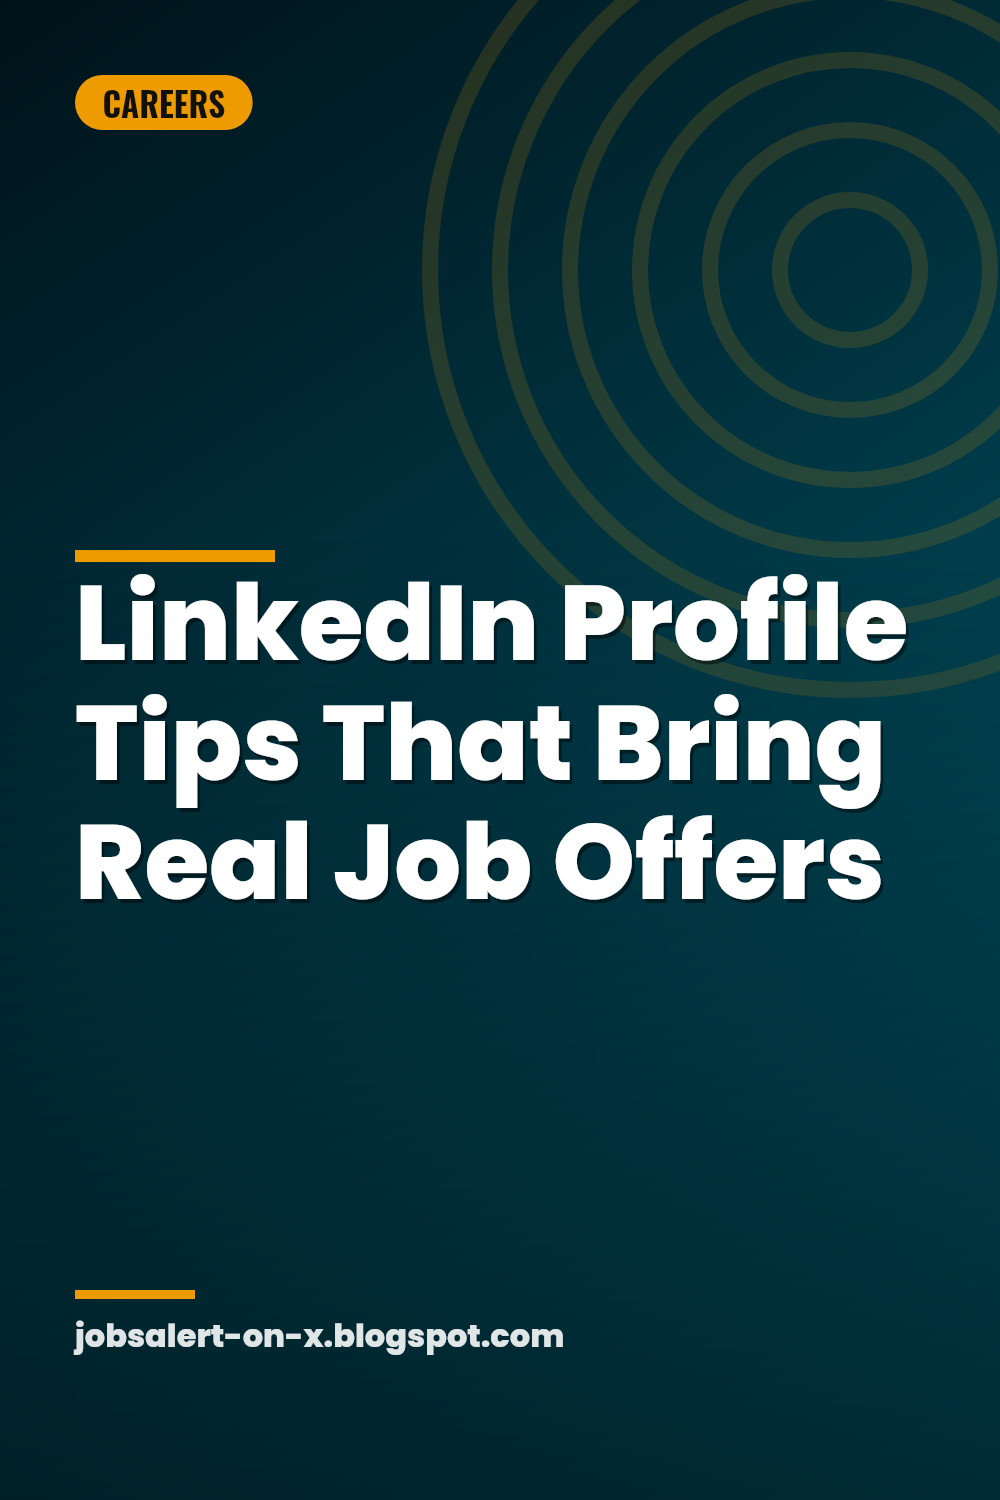 CAREERS
LinkedIn Profile
Tips That Bring
Real Job Offers
jobsalert-on-x.blogspot.com